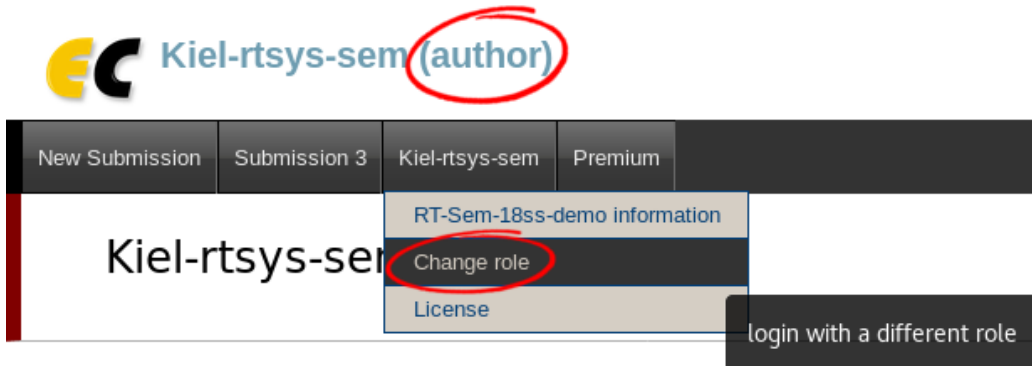 EC Kiel-rtsys-sem (author)
New Submission Submission 3 Kiel-rtsys-sem Premium
RT-Sem-18ss-demo information
Kiel-rtsys-se
Change role
License
login with a different role